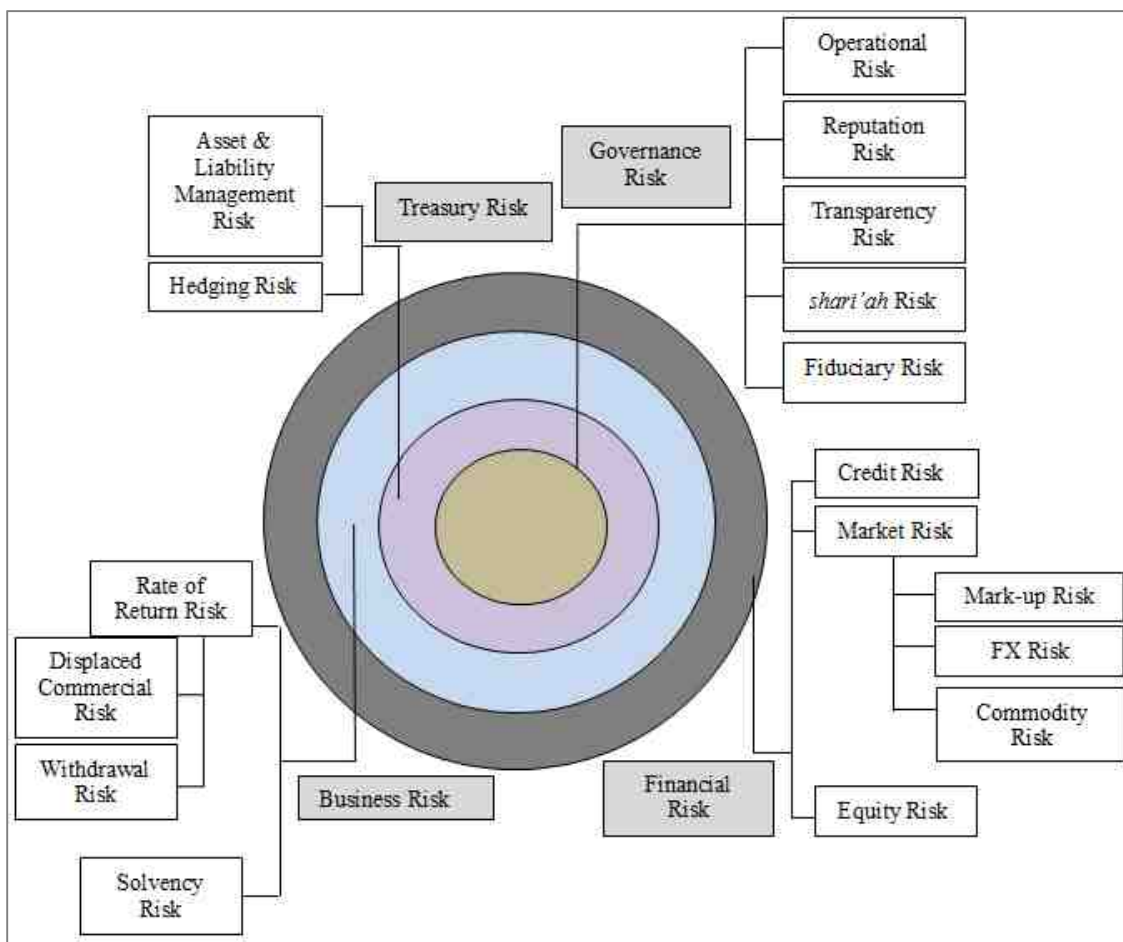 Operational
Risk
Reputation
Risk
Governance
Risk
Asset &
Liability
Management
Risk
Treasury Risk
Transparency
Risk
Hedging Risk
shari’ah Risk
Fiduciary Risk
Credit Risk
Market Risk
Mark-up Risk
FX Risk
Commodity
Risk
Equity Risk
Financial
Risk
Rate of
Return Risk
Displaced
Commercial
Risk
Withdrawal
Risk
Business Risk
Solvency
Risk